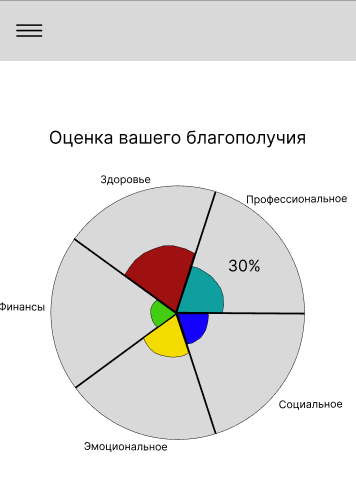 Оценка вашего благополучия
Здоровье
Профессиональное
30%
Финансы
Социальное
Эмоциональное